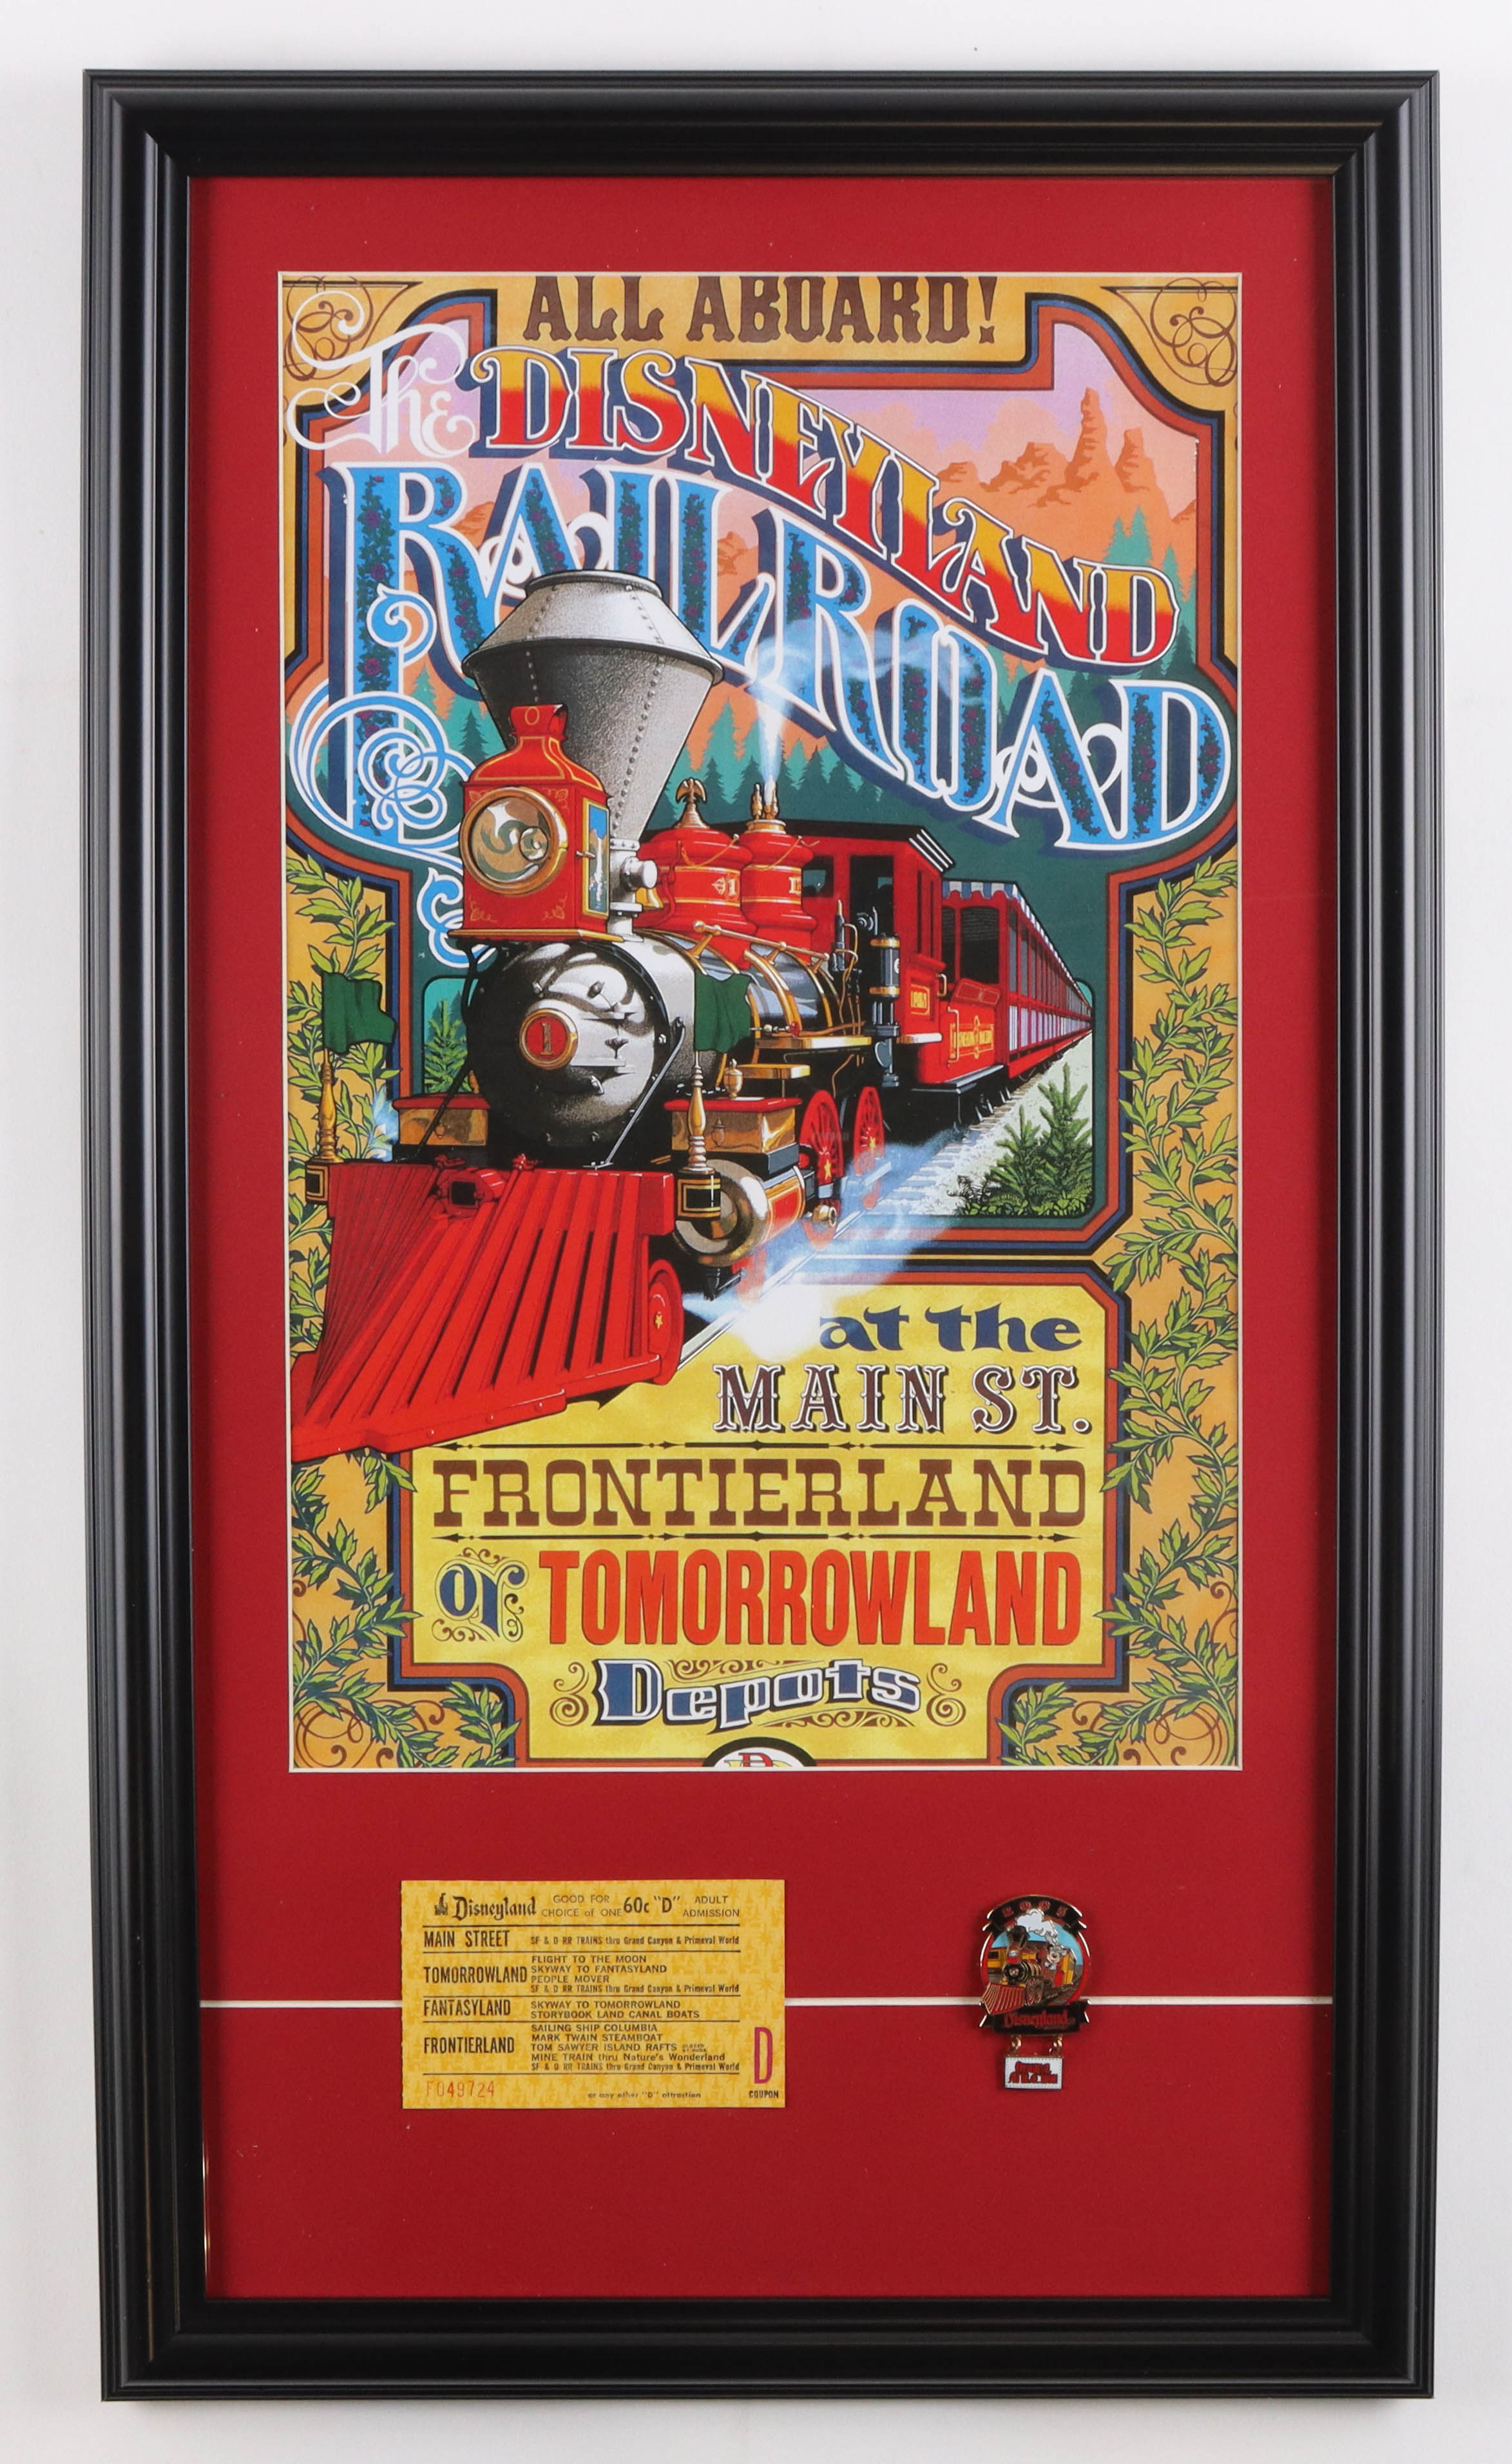 ALL ABOARD!
The DISNEYLAND
RAILROAD
1
at the
MAIN ST.
FRONTIERLAND
or TOMORROWLAND
Depots
Disneyland GOOD FOR CHOICE of ONE 60c "D" ADULT ADMISSION
MAIN STREET SF & D RR TRAINS thru Grand Canyon & Primeval World
TOMORROWLAND FLIGHT TO THE MOON
SKYWAY TO FANTASYLAND
PEOPLE MOVER
SF & D RR TRAINS thru Grand Canyon & Primeval World
FANTASYLAND SKYWAY TO TOMORROWLAND
STORYBOOK LAND CANAL BOATS
FRONTIERLAND SAILING SHIP COLUMBIA
MARK TWAIN STEAMBOAT
TOM SAWYER ISLAND RAFTS
MINE TRAIN thru Nature's Wonderland
SF & D RR TRAINS thru Grand Canyon & Primeval World
F049724
or any other "D" attraction
D
COUPON
Disneyland